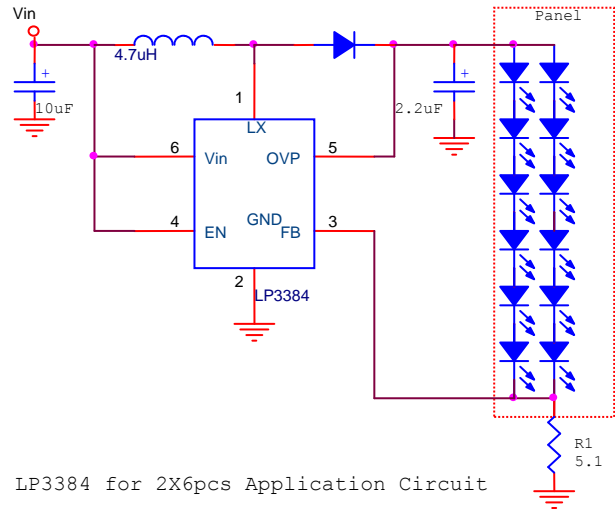 Vin
Panel
4.7uH
+
10uF
+
2.2uF
1
LX
6
Vin
OVP
5
4
EN
GND
FB
3
2
LP3384
R1
5.1
LP3384 for 2X6pcs Application Circuit